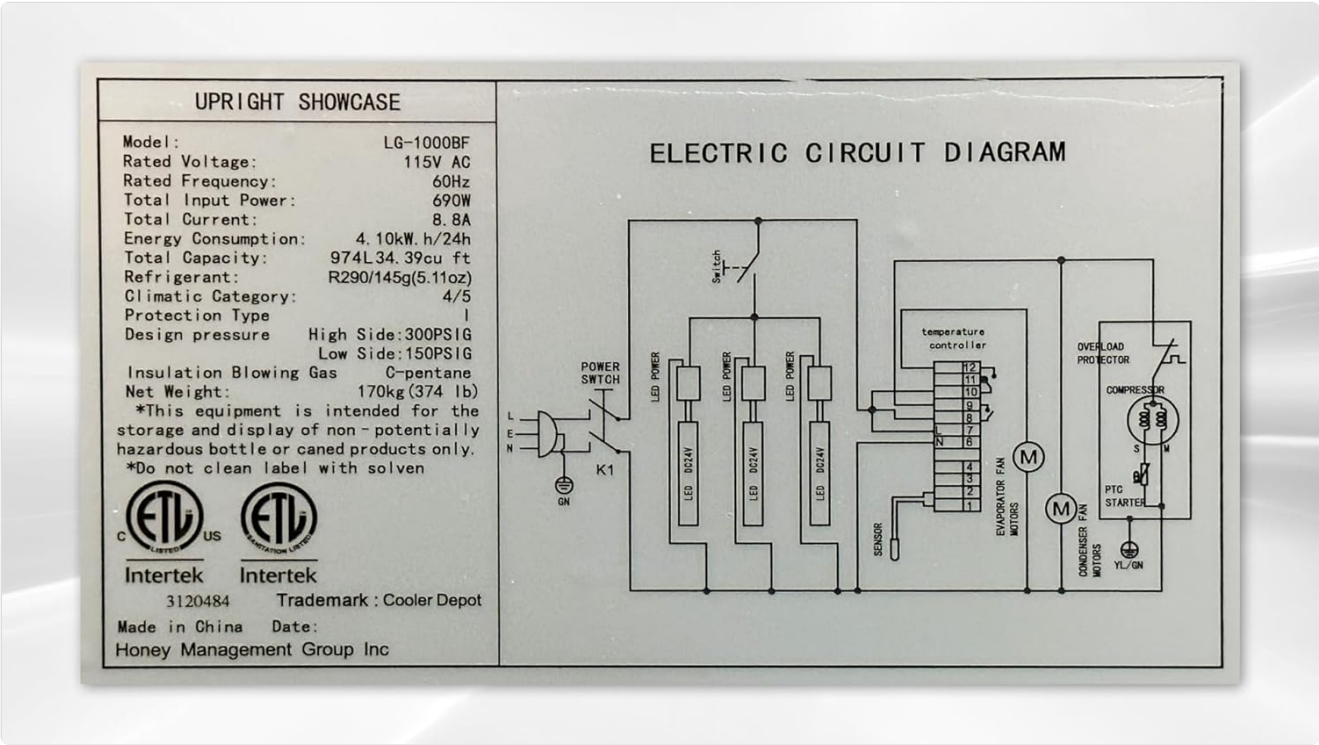 UPRIGHT SHOWCASE
Model: LG-1000BF
Rated Voltage: 115V AC
Rated Frequency: 60Hz
Total Input Power: 690W
Total Current: 8.8A
Energy Consumption: 4.10kW.h/24h
Total Capacity: 974L34.39cu ft
Refrigerant: R290/145g(5.11oz)
Climatic Category: 4/5
Protection Type I
Design pressure High Side:300PSIG
Low Side:150PSIG
Insulation Blowing Gas C-pentane
Net Weight: 170kg(374 lb)
*This equipment is intended for the
storage and display of non-potentially
hazardous bottle or caned products only.
*Do not clean label with solven
ETL LISTED C US
ETL SANITATION LISTED
Intertek Intertek
3120484 Trademark : Cooler Depot
Made in China Date:
Honey Management Group Inc
ELECTRIC CIRCUIT DIAGRAM
L
E
N
GN
POWER
SWTCH
K1
Switch
LED POWER
LED DC24V
LED POWER
LED DC24V
LED POWER
LED DC24V
temperature
controller
12
11
10
9
8
L 7
N 6
4
3
2
1
SENSOR
M
EVAPORATOR FAN
MOTORS
M
CONDENSER FAN
MOTORS
OVERLOAD
PROTECTOR
COMPRESSOR
S M
PTC
STARTER
YL/GN